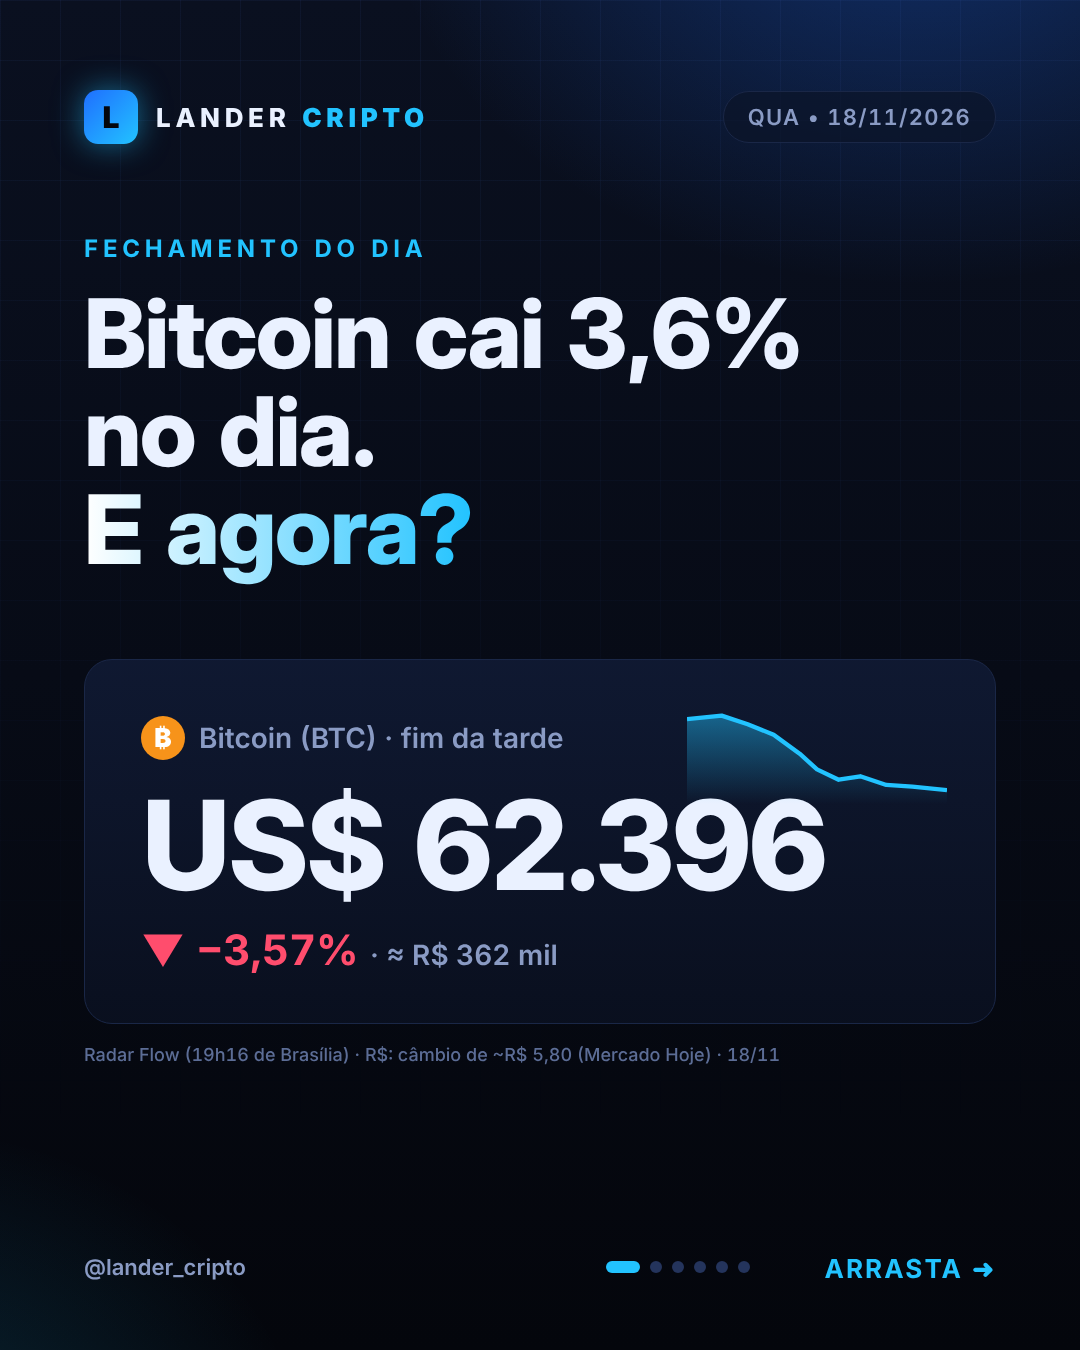 L LANDER CRIPTO
QUA • 18/11/2026
FECHAMENTO DO DIA
Bitcoin cai 3,6%
no dia.
E agora?
₿ Bitcoin (BTC) · fim da tarde
US$ 62.396
▼ −3,57% · ≈ R$ 362 mil
Radar Flow (19h16 de Brasília) · R$: câmbio de ~R$ 5,80 (Mercado Hoje) · 18/11
@lander_cripto
ARRASTA ➜